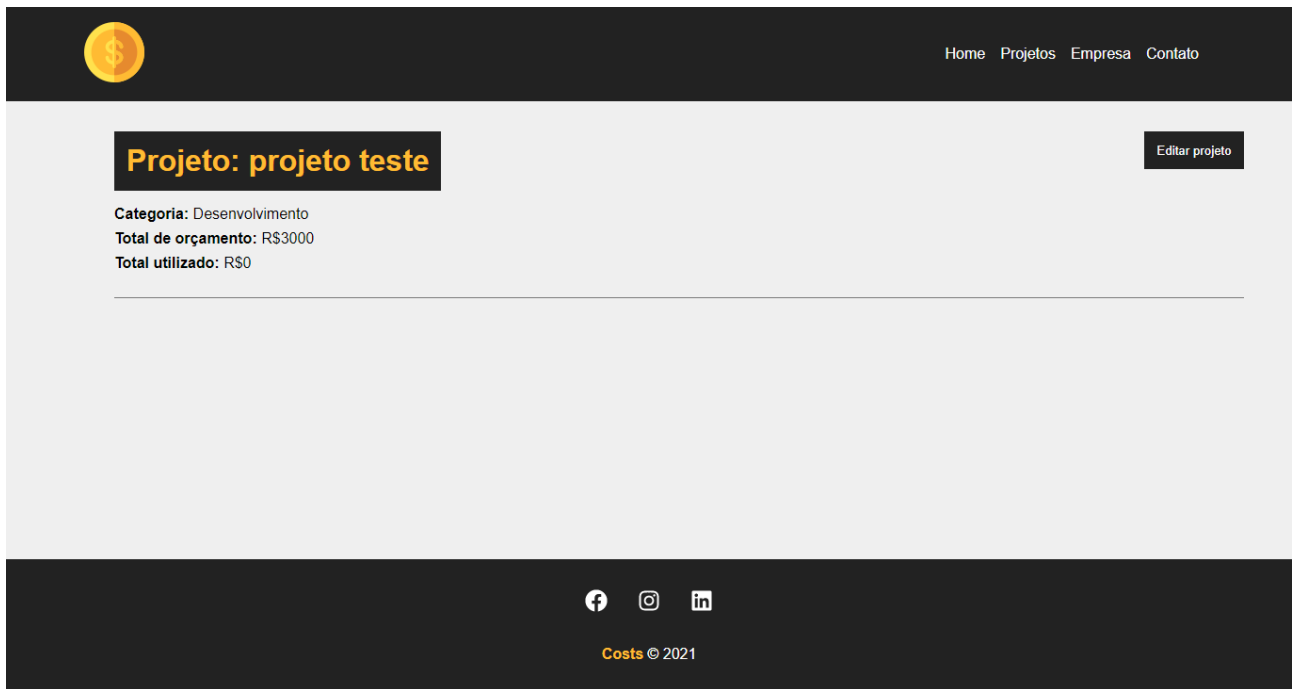 Home Projetos Empresa Contato
Projeto: projeto teste
Editar projeto
Categoria: Desenvolvimento
Total de orçamento: R$3000
Total utilizado: R$0
Costs © 2021